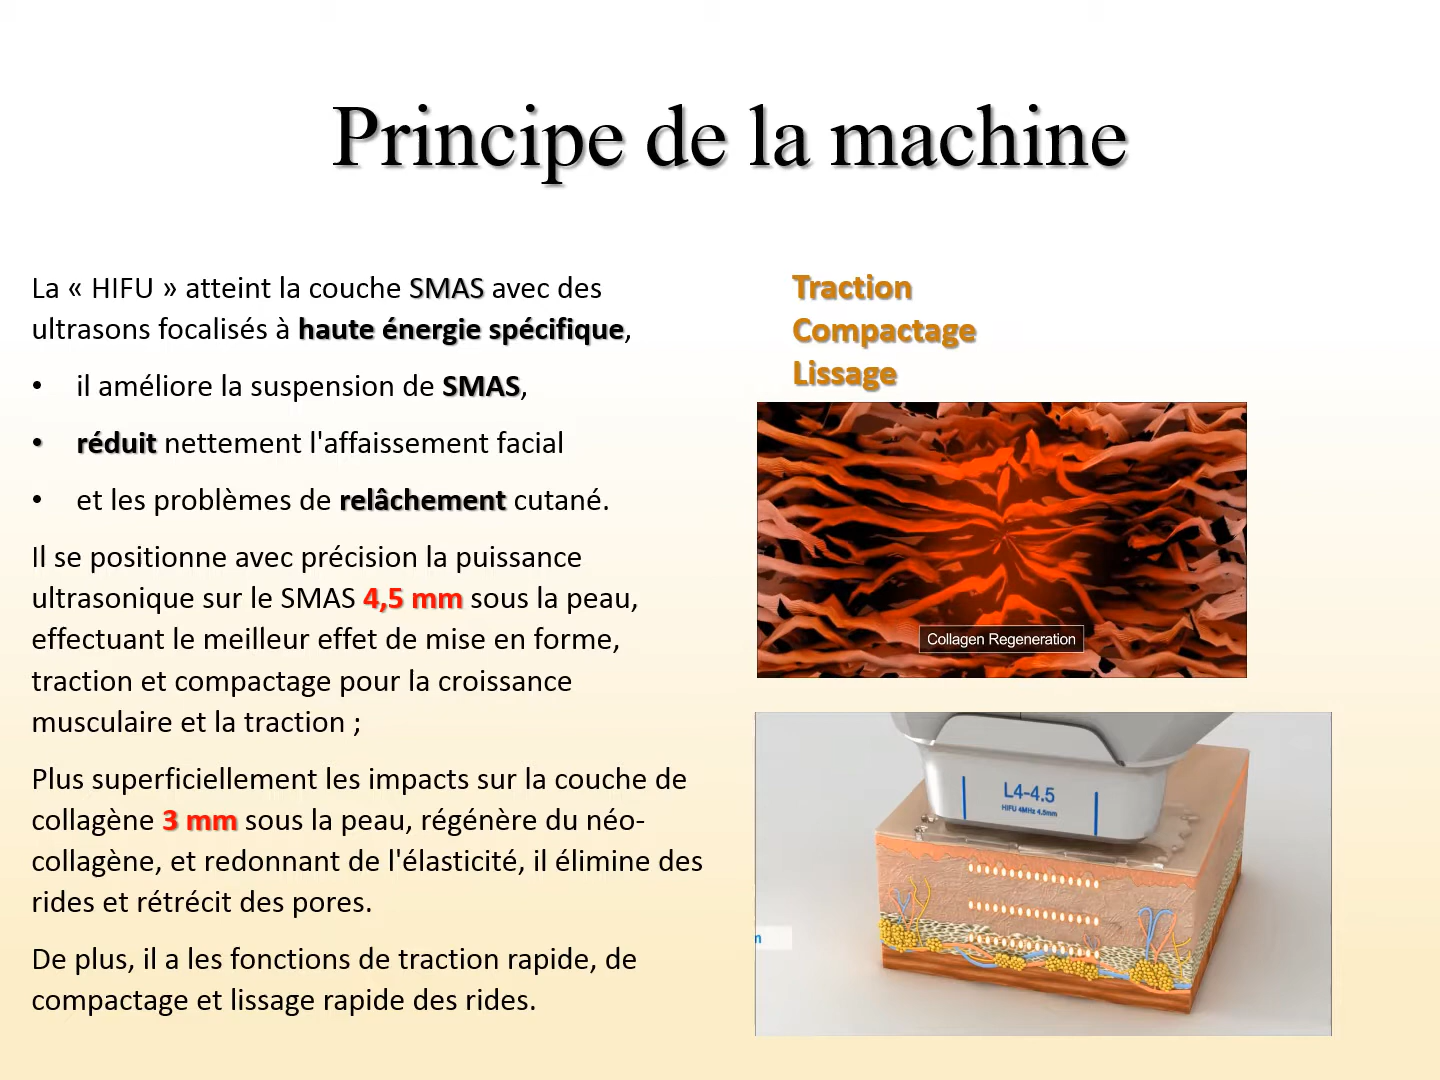 Principe de la machine
La « HIFU » atteint la couche SMAS avec des
ultrasons focalisés à haute énergie spécifique,
• il améliore la suspension de SMAS,
• réduit nettement l'affaissement facial
• et les problèmes de relâchement cutané.
Il se positionne avec précision la puissance
ultrasonique sur le SMAS 4,5 mm sous la peau,
effectuant le meilleur effet de mise en forme,
traction et compactage pour la croissance
musculaire et la traction ;
Plus superficiellement les impacts sur la couche de
collagène 3 mm sous la peau, régénère du néo-
collagène, et redonnant de l'élasticité, il élimine des
rides et rétrécit des pores.
De plus, il a les fonctions de traction rapide, de
compactage et lissage rapide des rides.
Traction
Compactage
Lissage
Collagen Regeneration
L4-4.5
HIFU 4MHz 4.5mm